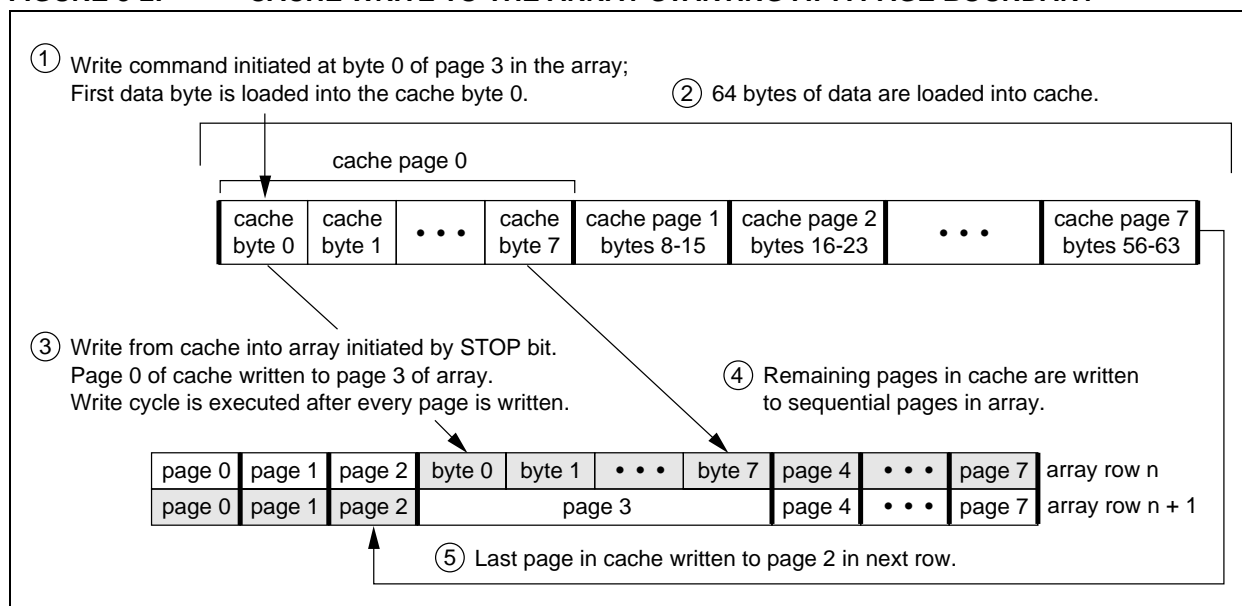 FIGURE 8-2: CACHE WRITE TO THE ARRAY STARTING AT A PAGE BOUNDARY
1 Write command initiated at byte 0 of page 3 in the array;
First data byte is loaded into the cache byte 0.
2 64 bytes of data are loaded into cache.
cache page 0
cache byte 0
cache byte 1
• • •
cache byte 7
cache page 1 bytes 8-15
cache page 2 bytes 16-23
• • •
cache page 7 bytes 56-63
3 Write from cache into array initiated by STOP bit.
Page 0 of cache written to page 3 of array.
Write cycle is executed after every page is written.
4 Remaining pages in cache are written
to sequential pages in array.
page 0 page 1 page 2 byte 0 byte 1 • • • byte 7 page 4 • • • page 7 array row n
page 0 page 1 page 2 page 3 page 4 • • • page 7 array row n + 1
5 Last page in cache written to page 2 in next row.